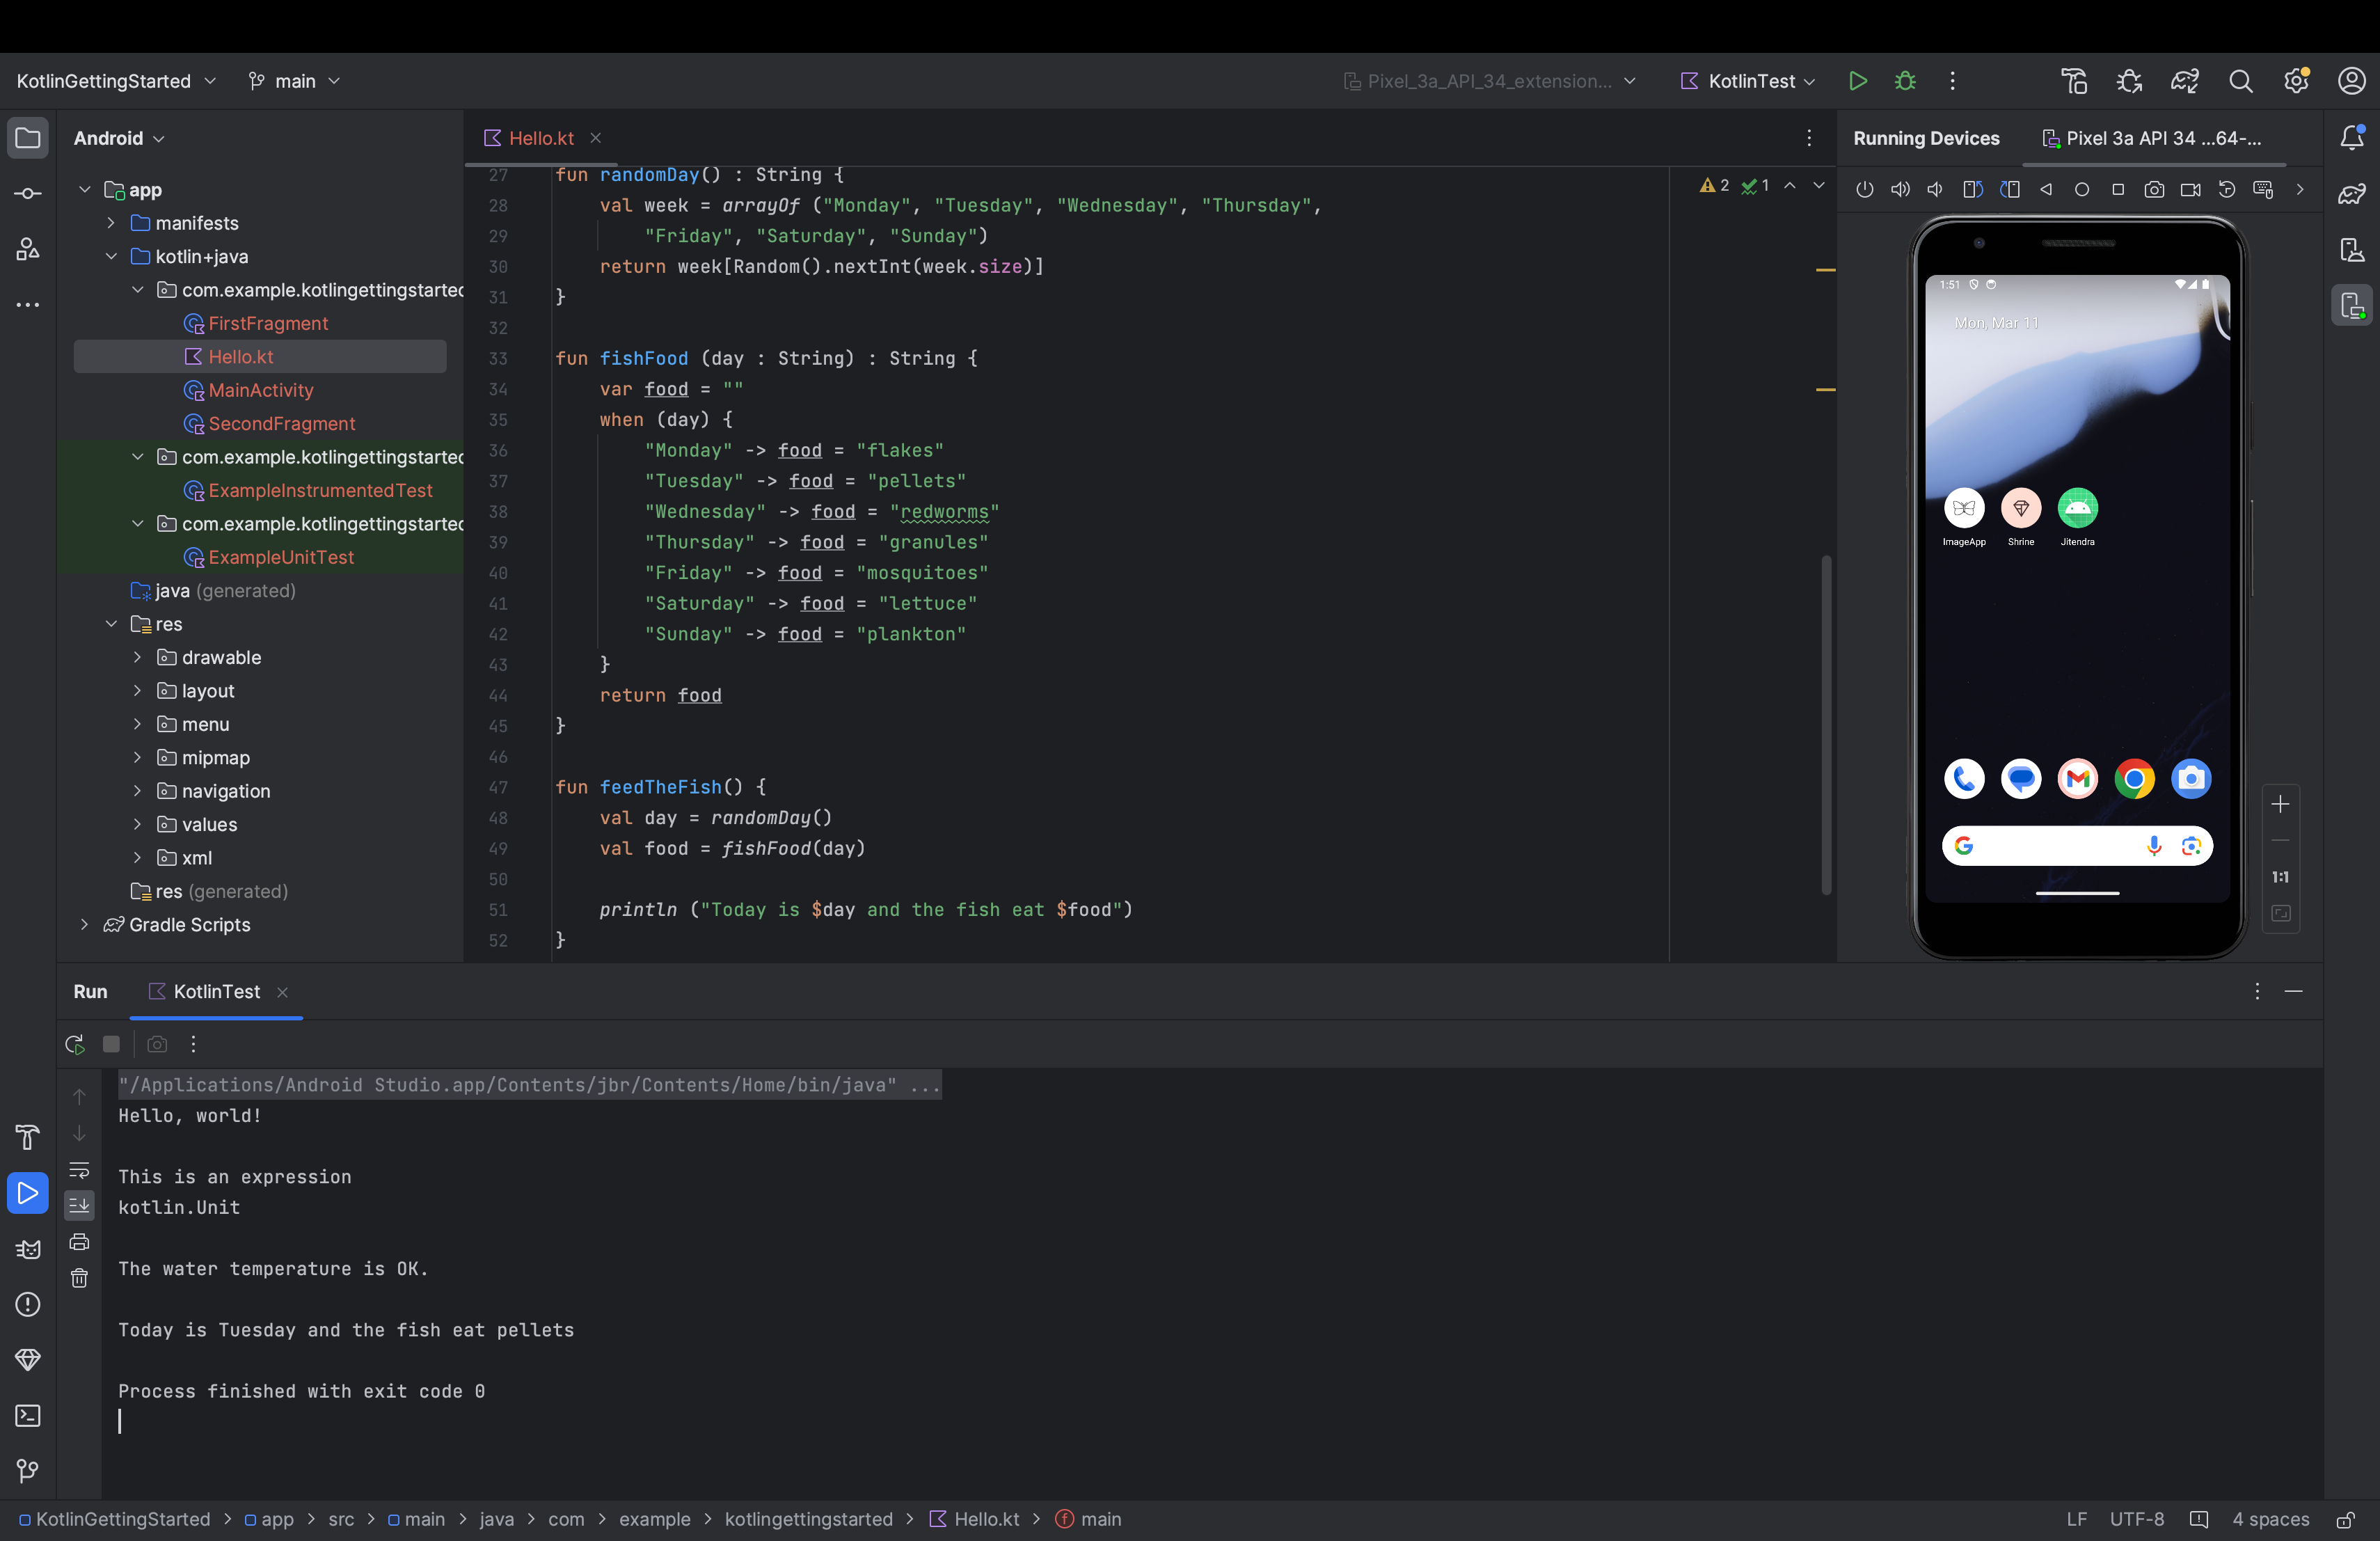 KotlinGettingStarted
main
Pixel_3a_API_34_extension...
KotlinTest
Android
app
manifests
kotlin+java
com.example.kotlingettingstarted
FirstFragment
Hello.kt
MainActivity
SecondFragment
com.example.kotlingettingstarted
ExampleInstrumentedTest
com.example.kotlingettingstarted
ExampleUnitTest
java (generated)
res
drawable
layout
menu
mipmap
navigation
values
xml
res (generated)
Gradle Scripts
Hello.kt
2 1
27 fun randomDay() : String {
28 val week = arrayOf ("Monday", "Tuesday", "Wednesday", "Thursday",
29 "Friday", "Saturday", "Sunday")
30 return week[Random().nextInt(week.size)]
31 }
32
33 fun fishFood (day : String) : String {
34 var food = ""
35 when (day) {
36 "Monday" -> food = "flakes"
37 "Tuesday" -> food = "pellets"
38 "Wednesday" -> food = "redworms"
39 "Thursday" -> food = "granules"
40 "Friday" -> food = "mosquitoes"
41 "Saturday" -> food = "lettuce"
42 "Sunday" -> food = "plankton"
43 }
44 return food
45 }
46
47 fun feedTheFish() {
48 val day = randomDay()
49 val food = fishFood(day)
50
51 println ("Today is $day and the fish eat $food")
52 }
Running Devices
Pixel 3a API 34 ...64-...
1:51
Mon, Mar 11
ImageApp Shrine Jitendra
1:1
Run
KotlinTest
"/Applications/Android Studio.app/Contents/jbr/Contents/Home/bin/java" ...
Hello, world!
This is an expression
kotlin.Unit
The water temperature is OK.
Today is Tuesday and the fish eat pellets
Process finished with exit code 0
KotlinGettingStarted > app > src > main > java > com > example > kotlingettingstarted > Hello.kt > main
LF UTF-8 4 spaces